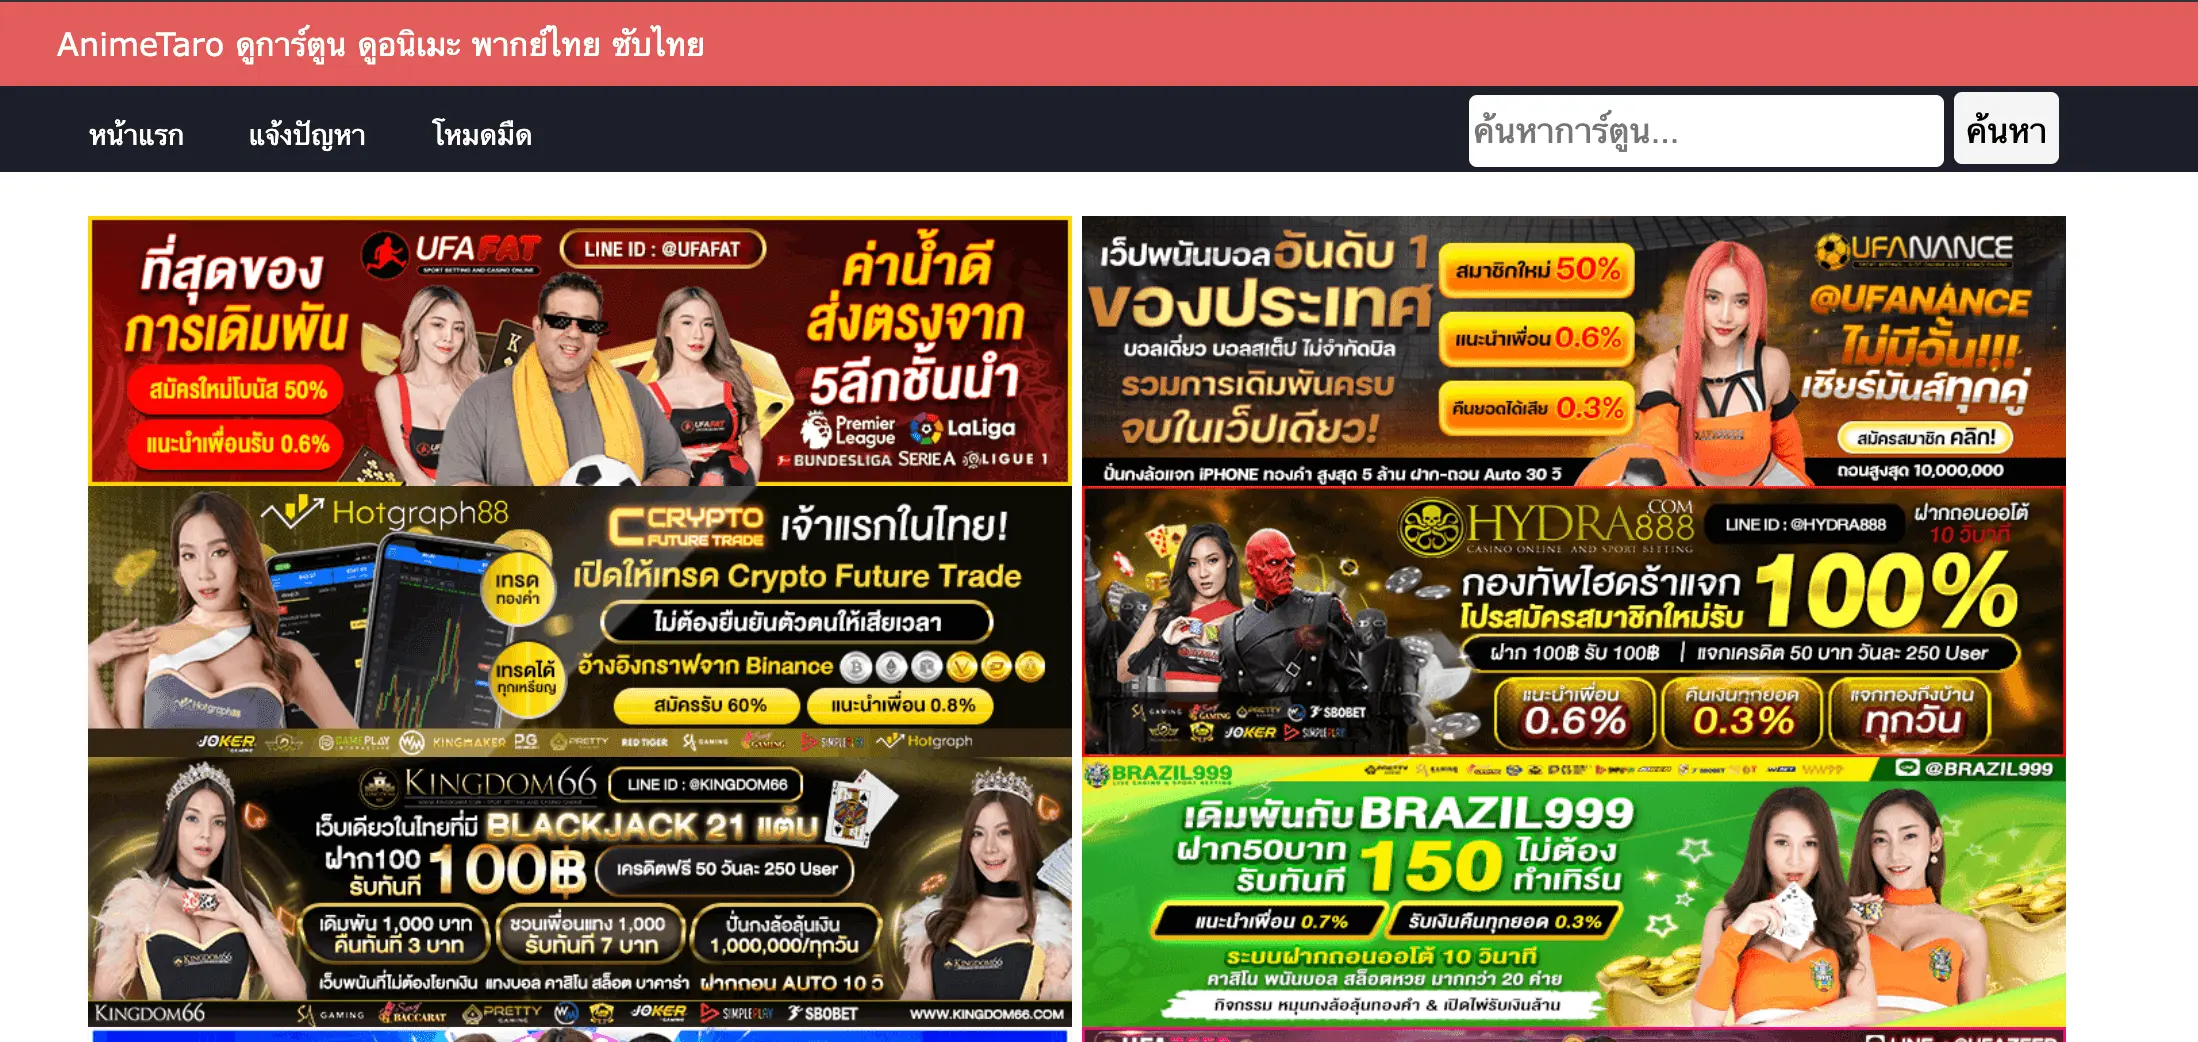 AnimeTaro ดูการ์ตูน ดูอนิเมะ พากย์ไทย ซับไทย
หน้าแรก แจ้งปัญหา โหมดมืด
ค้นหาการ์ตูน...
ค้นหา
ที่สุดของ
การเดิมพัน
สมัครใหม่โบนัส 50%
แนะนำเพื่อนรับ 0.6%
UFAFAT
SPORT BETTING AND CASINO ONLINE
LINE ID : @UFAFAT
ค่าน้ำดี
ส่งตรงจาก
5ลีกชั้นนำ
Premier League LaLiga
BUNDESLIGA SERIE A LIGUE 1
เว็ปพนันบอลอันดับ 1
ของประเทศ
บอลเดี่ยว บอลสเต็ป ไม่จำกัดบิล
รวมการเดิมพันครบ
จบในเว็ปเดียว!
สมาชิกใหม่ 50%
แนะนำเพื่อน 0.6%
คืนยอดได้เสีย 0.3%
UFANANCE
@UFANANCE
ไม่มีอั้น!!!
เชียร์มันส์ทุกคู่
สมัครสมาชิก คลิก!
ปั่นกงล้อแจก iPHONE ทองคำ สูงสุด 5 ล้าน ฝาก-ถอน Auto 30 วิ
ถอนสูงสุด 10,000,000
Hotgraph88
CRYPTO
FUTURE TRADE
เจ้าแรกในไทย!
เปิดให้เทรด Crypto Future Trade
เทรด
ทองคำ
ไม่ต้องยืนยันตัวตนให้เสียเวลา
อ้างอิงกราฟจาก Binance
เทรดได้
ทุกเหรียญ
สมัครรับ 60%
แนะนำเพื่อน 0.8%
JOKER GAMEPLAY WM KINGMAKER PG PRETTY RED TIGER SA GAMING SIMPLEPLAY Hotgraph
HYDRA888.COM
CASINO ONLINE AND SPORT BETTING
LINE ID : @HYDRA888
ฝากถอนออโต้
10 วินาที
กองทัพไฮดร้าแจก
โปรสมัครสมาชิกใหม่รับ
100%
ฝาก 100฿ รับ 100฿ | แจกเครดิต 50 บาท วันละ 250 User
แนะนำเพื่อน
0.6%
คืนเงินทุกยอด
0.3%
แจกทองถึงบ้าน
ทุกวัน
SA GAMING GAMING PRETTY WM SBOBET
JOKER SIMPLEPLAY
KINGDOM66
LINE ID : @KINGDOM66
เว็บเดียวในไทยที่มี BLACKJACK 21 แต้ม
ฝาก100
รับทันที
100฿
เครดิตฟรี 50 วันละ 250 User
เดิมพัน 1,000 บาท
คืนทันที 3 บาท
ชวนเพื่อนแทง 1,000
รับทันที 7 บาท
ปั่นกงล้อลุ้นเงิน
1,000,000/ทุกวัน
เว็บพนันที่ไม่ต้องโยกเงิน แทงบอล คาสิโน สล็อต บาคาร่า ฝากถอน AUTO 10 วิ
KINGDOM66 SA GAMING Sexy BACCARAT PRETTY WM JOKER SIMPLEPLAY SBOBET WWW.KINGDOM66.COM
BRAZIL999
LIVE CASINO & SPORT BETTING
@BRAZIL999
เดิมพันกับ BRAZIL999
ฝาก50บาท
รับทันที
150
ไม่ต้อง
ทำเทิร์น
แนะนำเพื่อน 0.7%
รับเงินคืนทุกยอด 0.3%
ระบบฝากถอนออโต้ 10 วินาที
คาสิโน พนันบอล สล็อตหวย มากกว่า 20 ค่าย
กิจกรรม หมุนกงล้อลุ้นทองคำ & เปิดไพ่รับเงินล้าน